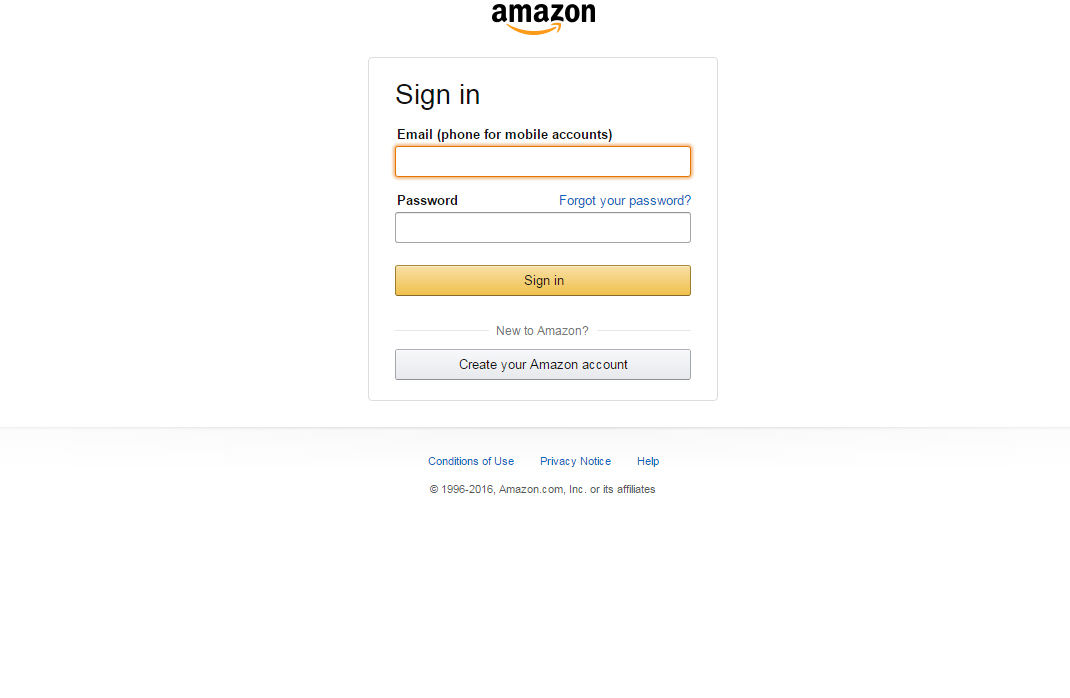 amazon
Sign in
Email (phone for mobile accounts)
Password Forgot your password?
Sign in
New to Amazon?
Create your Amazon account
Conditions of Use Privacy Notice Help
© 1996-2016, Amazon.com, Inc. or its affiliates